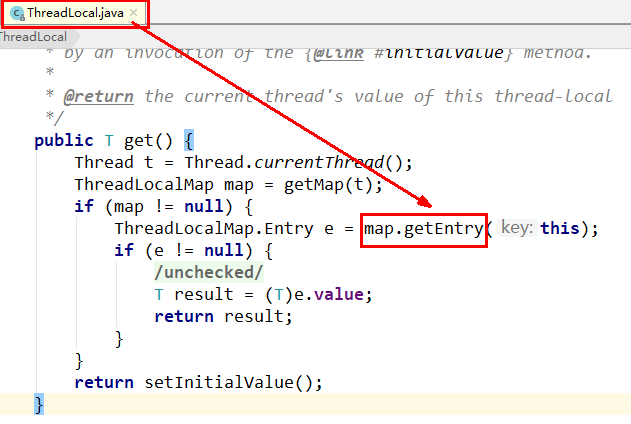 ThreadLocal.java
ThreadLocal
* by an invocation of the {@link #initialValue} method.
*
* @return the current thread's value of this thread-local
*/
public T get() {
Thread t = Thread.currentThread();
ThreadLocalMap map = getMap(t);
if (map != null) {
ThreadLocalMap.Entry e = map.getEntry( key: this);
if (e != null) {
/unchecked/
T result = (T)e.value;
return result;
}
}
return setInitialValue();
}